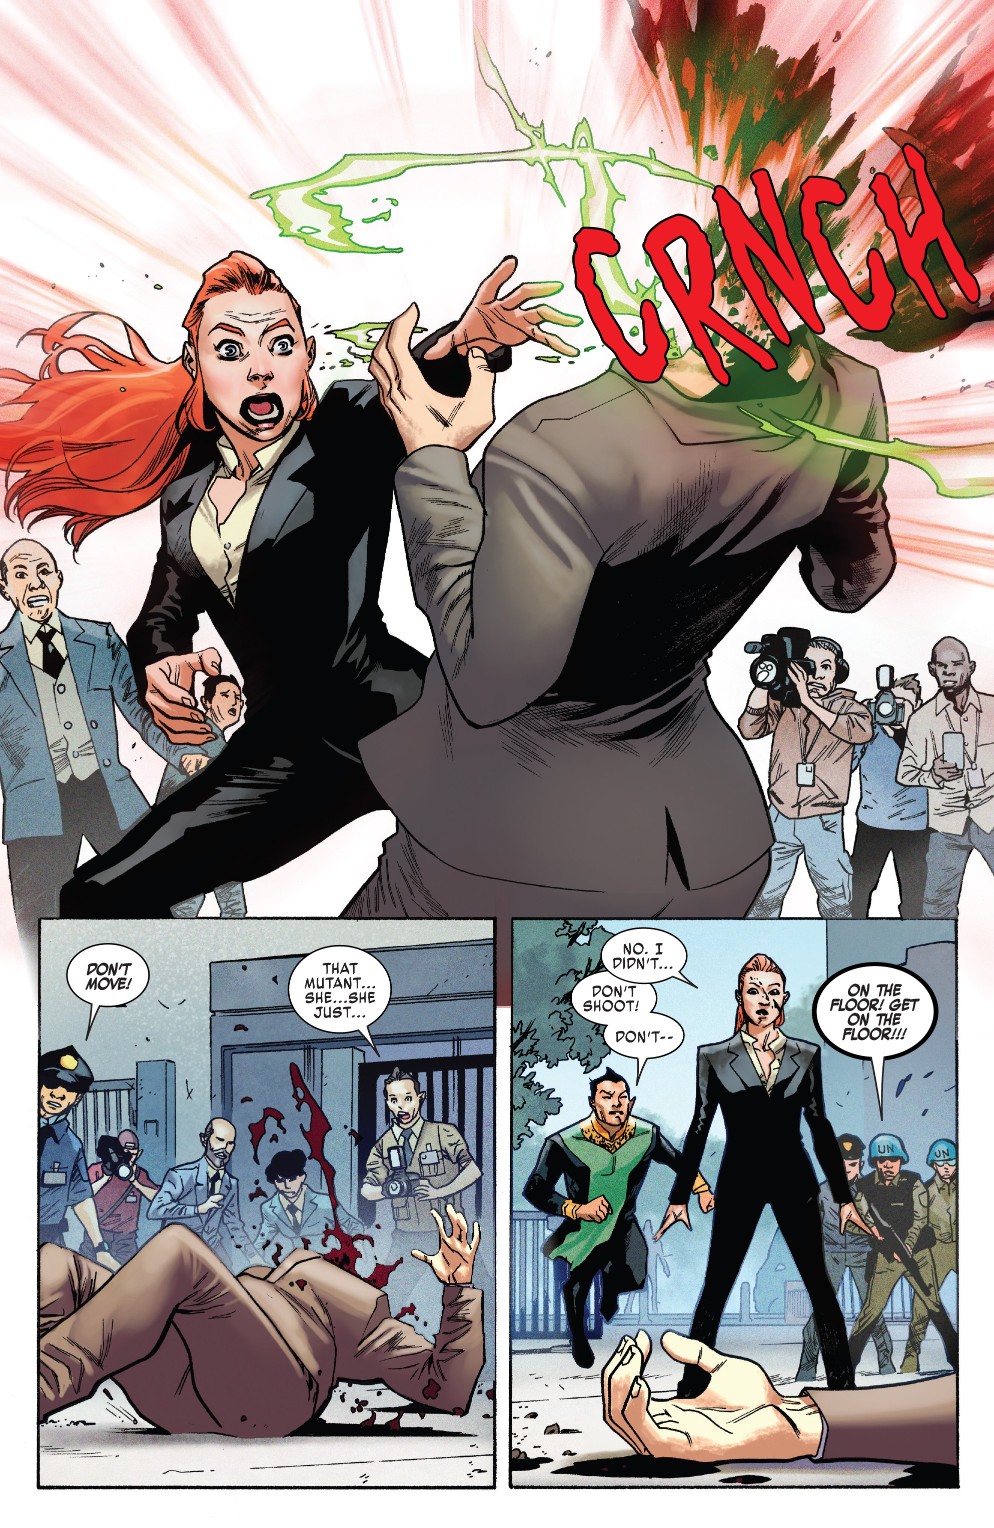 CRNCH
DON'T
MOVE!
THAT
MUTANT...
SHE...SHE
JUST...
NO. I
DIDN'T...
DON'T
SHOOT!
DON'T--
ON THE
FLOOR! GET
ON THE
FLOOR!!!
UN
UN